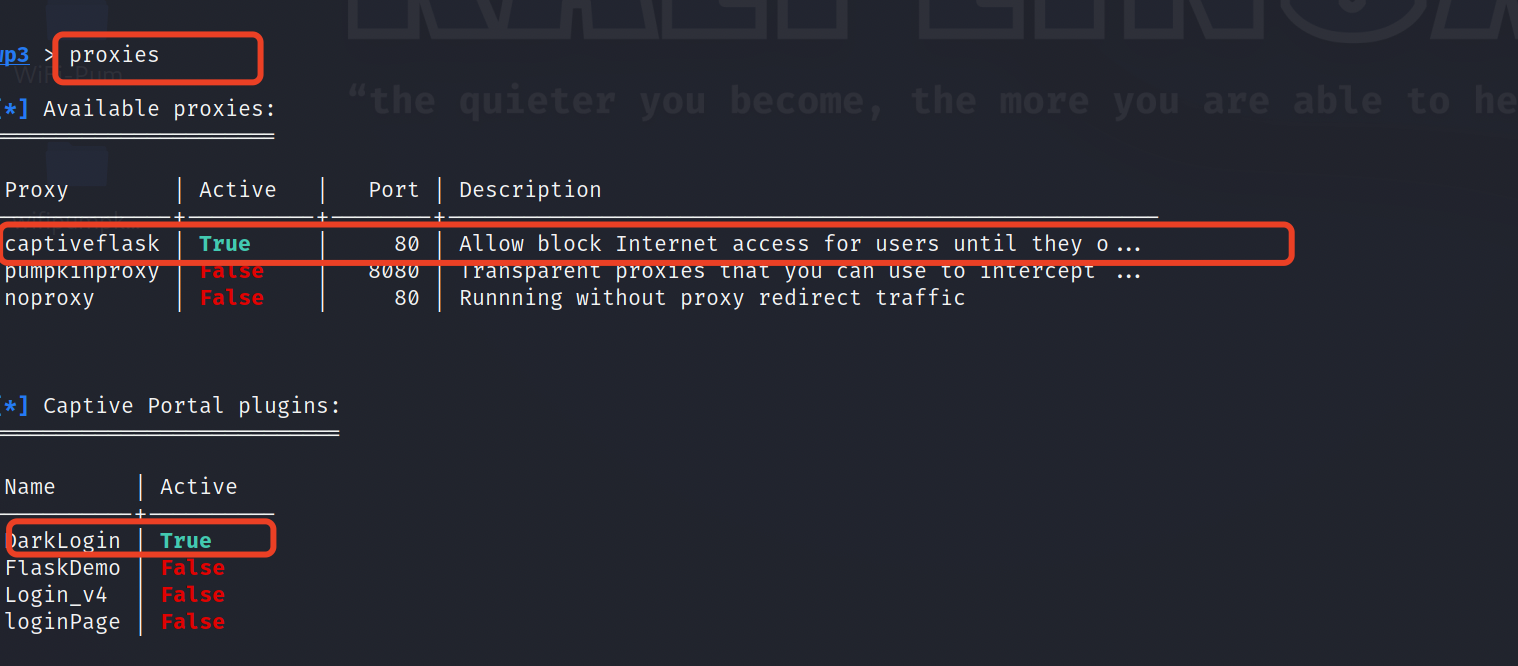 wp3 > proxies
WiFi-Pum
[*] Available proxies:
“the quieter you become, the more you are able to he
Proxy | Active | Port | Description
captiveflask | True | 80 | Allow block Internet access for users until they o...
pumpkinproxy | False | 8080 | Transparent proxies that you can use to intercept ...
noproxy | False | 80 | Runnning without proxy redirect traffic
[*] Captive Portal plugins:
Name | Active
DarkLogin | True
FlaskDemo | False
Login_v4 | False
loginPage | False